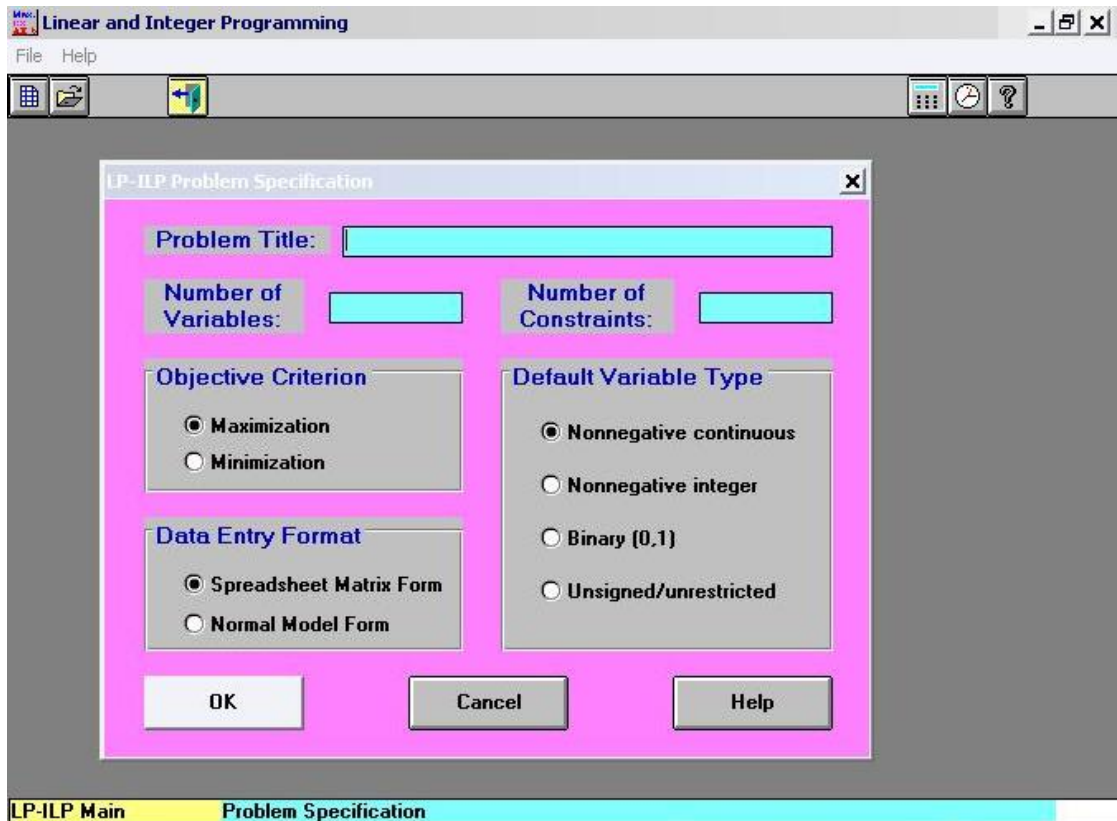 Linear and Integer Programming
File Help
LP-ILP Problem Specification
Problem Title:
Number of Variables:
Number of Constraints:
Objective Criterion
Maximization
Minimization
Default Variable Type
Nonnegative continuous
Nonnegative integer
Binary (0,1)
Unsigned/unrestricted
Data Entry Format
Spreadsheet Matrix Form
Normal Model Form
OK
Cancel
Help
LP-ILP Main
Problem Specification